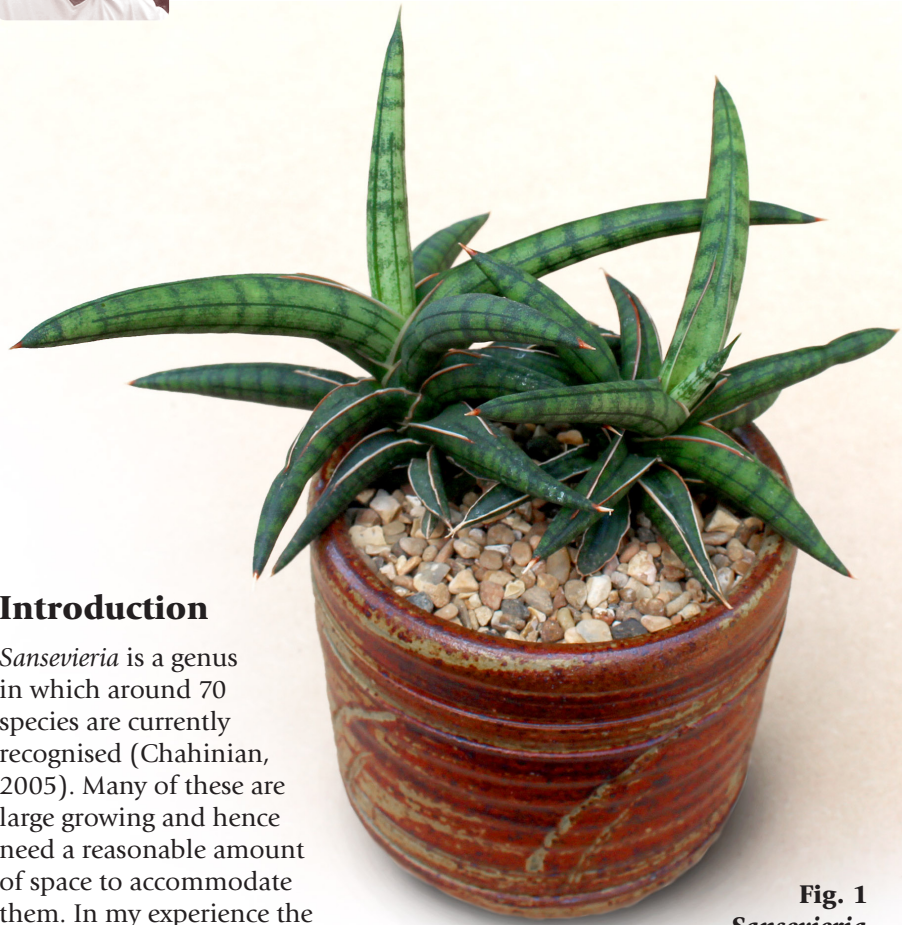 Introduction
Sansevieria is a genus
in which around 70
species are currently
recognised (Chahinian,
2005). Many of these are
large growing and hence
need a reasonable amount
of space to accommodate
them. In my experience the
Fig. 1
Sansevieria